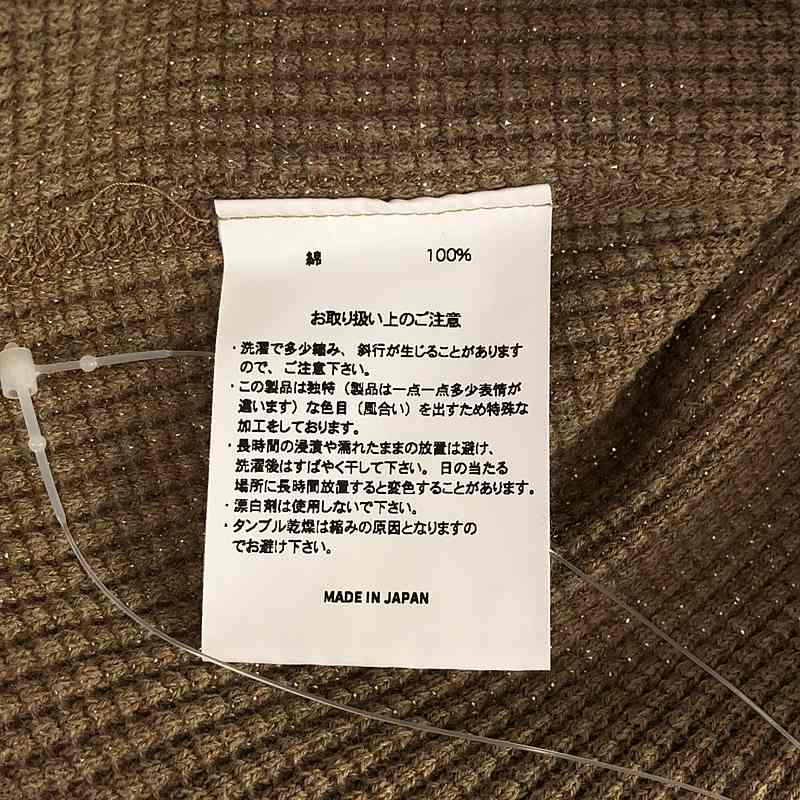 綿 100%
お取り扱い上のご注意
・洗濯で多少縮み、斜行が生じることがあります
ので、ご注意下さい。
・この製品は独特（製品は一点一点多少表情が
違います）な色目（風合い）を出すため特殊な
加工をしております。
・長時間の浸漬や濡れたままの放置は避け、
洗濯後はすばやく干して下さい。日の当たる
場所に長時間放置すると変色することがあります。
・漂白剤は使用しないで下さい。
・タンブル乾燥は縮みの原因となりますの
でお避け下さい。
MADE IN JAPAN